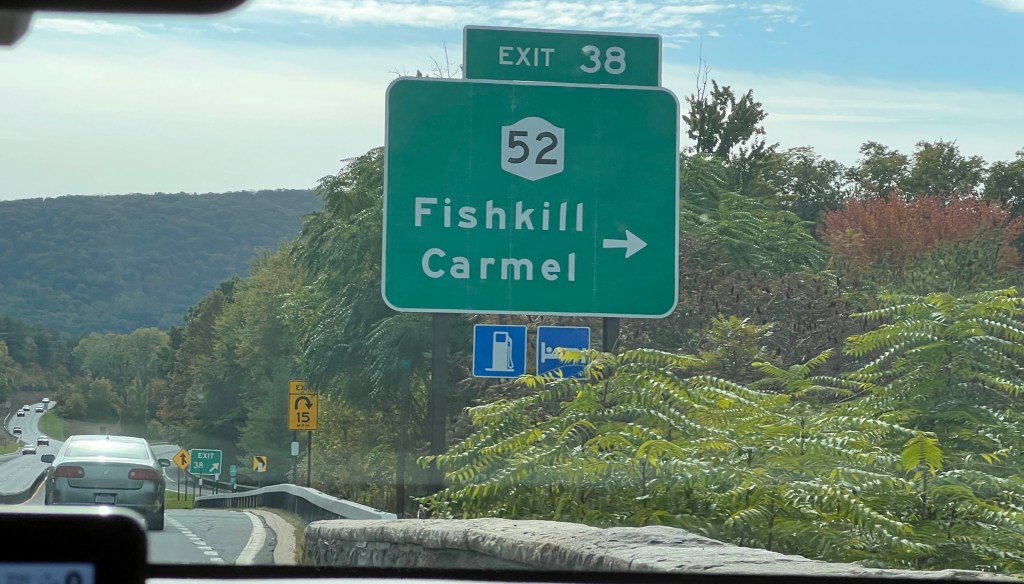 EXIT 38
52
Fishkill
Carmel
15
MPH
EXIT
38